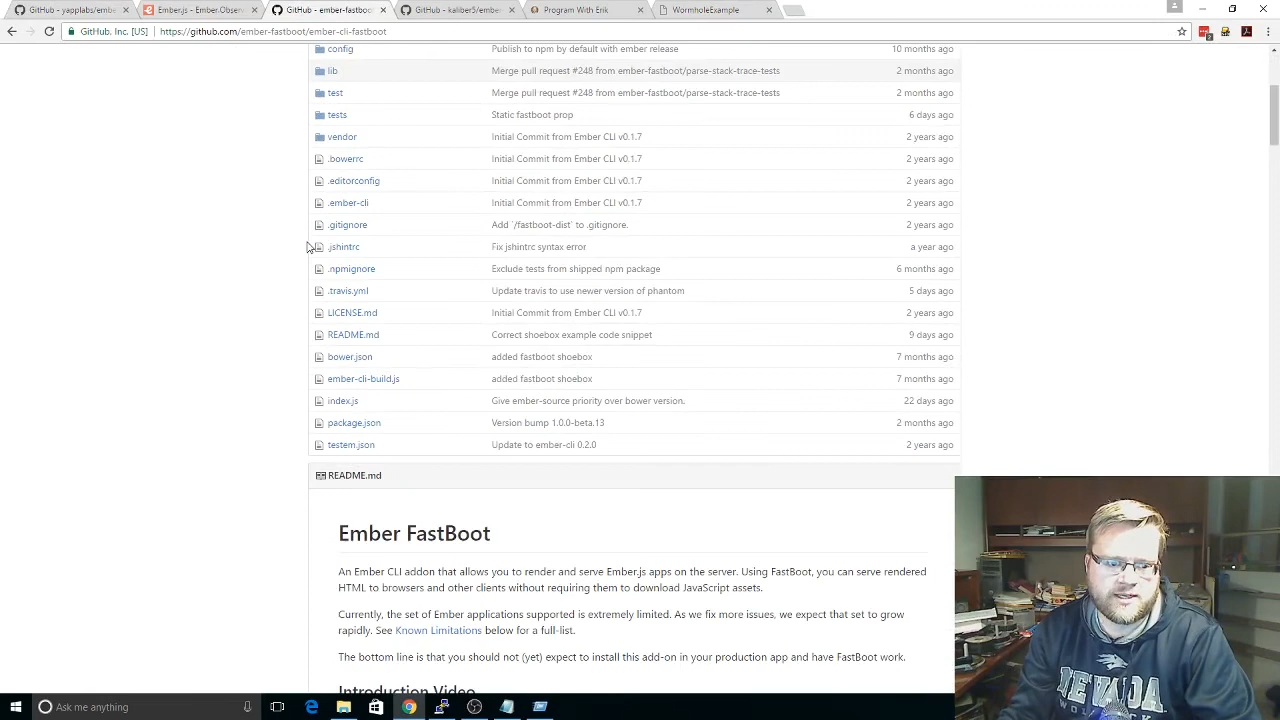 GitHub - yapplabs/embe
Ember.js - Ember.Observe
GitHub - ember-fastboot
GitHub - kaliber5/ember
Program With Erik
WormholeExample
GitHub, Inc. [US] https://github.com/ember-fastboot/ember-cli-fastboot
config Publish to npm by default with ember release 10 months ago
lib Merge pull request #248 from ember-fastboot/parse-stack-trace-tests 2 months ago
test Merge pull request #248 from ember-fastboot/parse-stack-trace-tests 2 months ago
tests Static fastboot prop 6 days ago
vendor Initial Commit from Ember CLI v0.1.7 2 years ago
.bowerrc Initial Commit from Ember CLI v0.1.7 2 years ago
.editorconfig Initial Commit from Ember CLI v0.1.7 2 years ago
.ember-cli Initial Commit from Ember CLI v0.1.7 2 years ago
.gitignore Add `/fastboot-dist` to .gitignore. 2 years ago
.jshintrc Fix jshintrc syntax error a year ago
.npmignore Exclude tests from shipped npm package 6 months ago
.travis.yml Update travis to use newer version of phantom 5 days ago
LICENSE.md Initial Commit from Ember CLI v0.1.7 2 years ago
README.md Correct shoebox example code snippet 9 days ago
bower.json added fastboot shoebox 7 months ago
ember-cli-build.js added fastboot shoebox 7 months ago
index.js Give ember-source priority over bower version. 22 days ago
package.json Version bump 1.0.0-beta.13 2 months ago
testem.json Update to ember-cli 0.2.0 2 years ago
README.md
Ember FastBoot
An Ember CLI addon that allows you to render and serve Ember.js apps on the server. Using FastBoot, you can serve rendered
HTML to browsers and other clients without requiring them to download JavaScript assets.
Currently, the set of Ember applications supported is extremely limited. As we fix more issues, we expect that set to grow
rapidly. See Known Limitations below for a full-list.
The bottom line is that you should not (yet) expect to install this add-on in your production app and have FastBoot work.
Introduction Video
NEVADA
Ask me anything